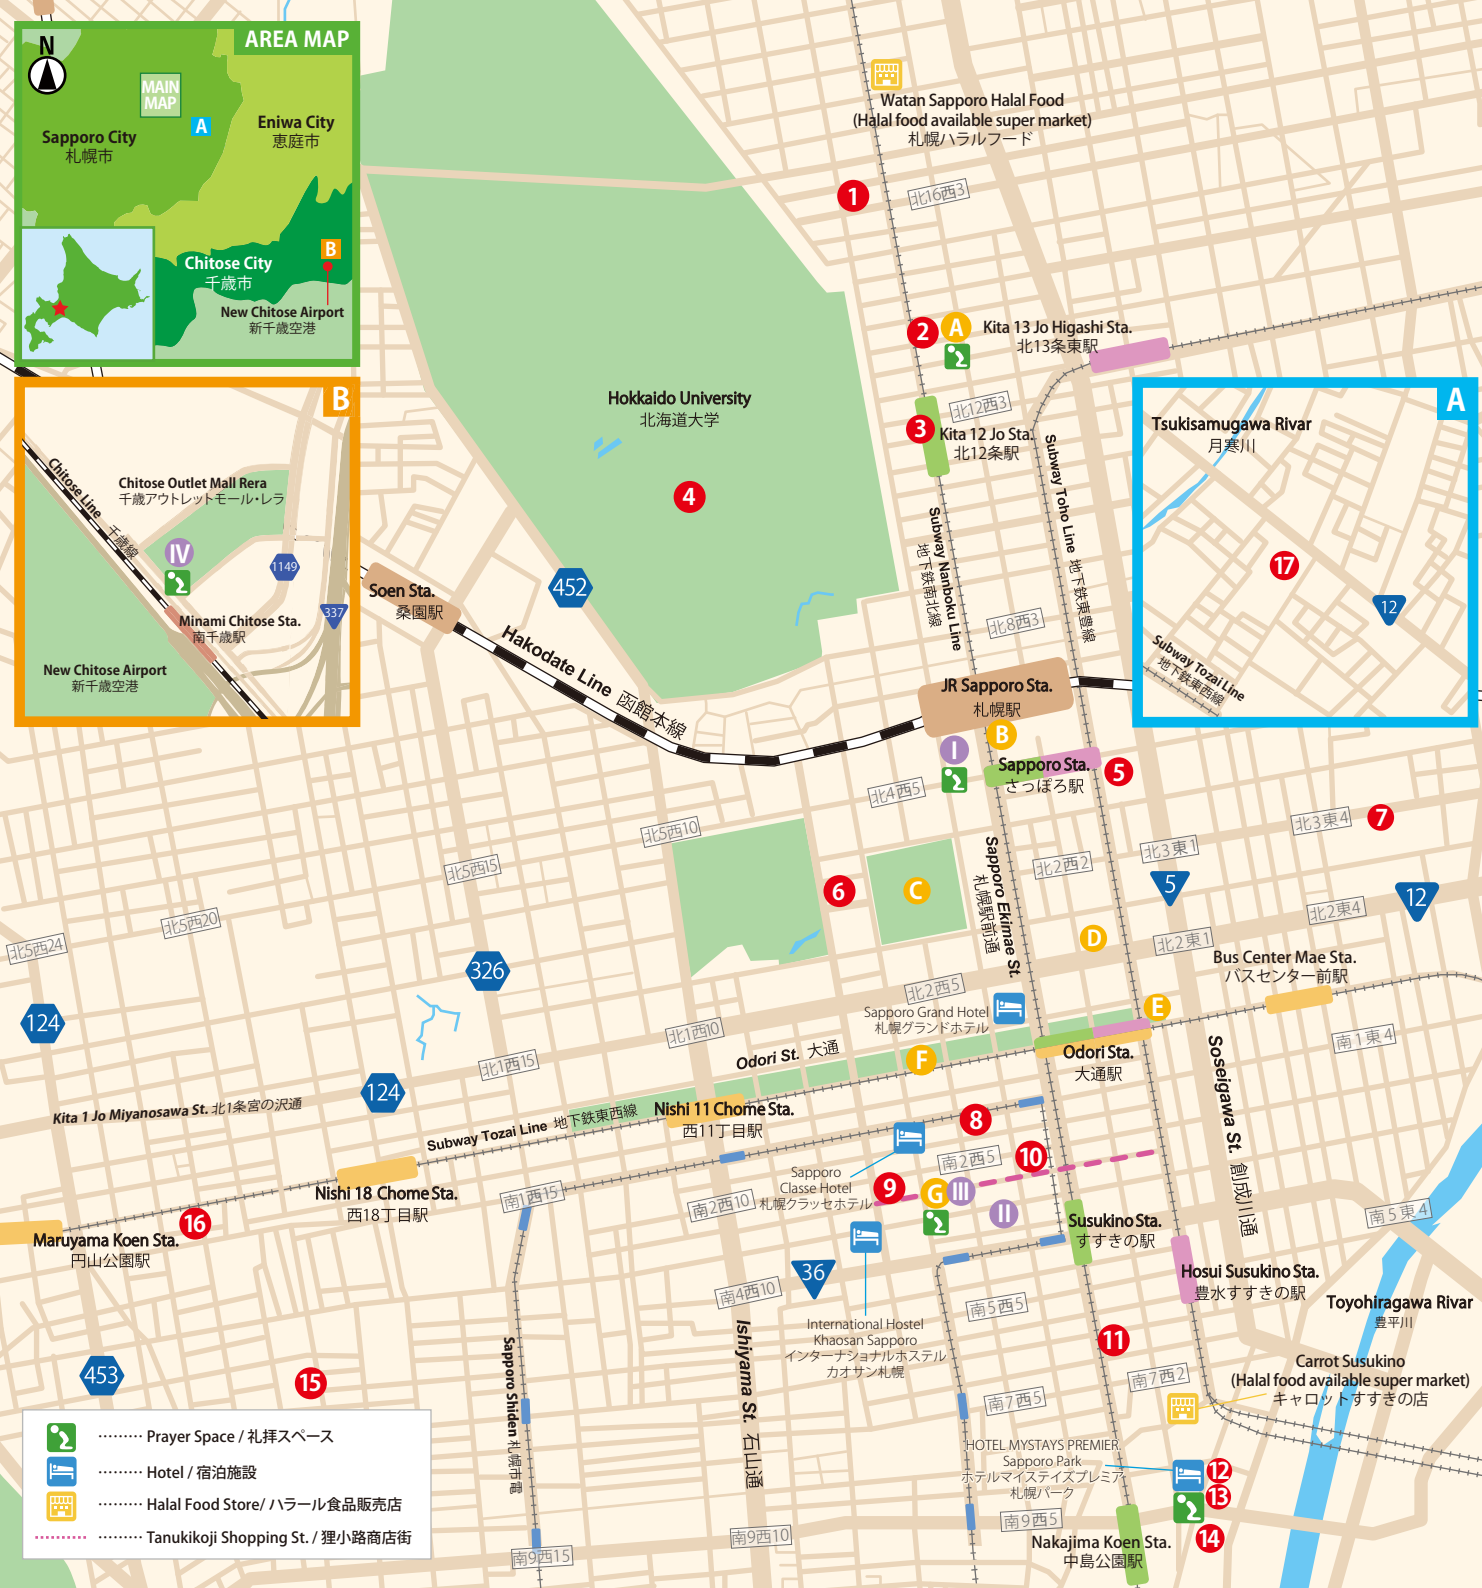 AREA MAP
N
MAIN
MAP
A
Sapporo City
札幌市
Eniwa City
恵庭市
B
Chitose City
千歳市
New Chitose Airport
新千歳空港
B
Chitose Line 千歳線
Chitose Outlet Mall Rera
千歳アウトレットモール・レラ
IV
1149
337
Minami Chitose Sta.
南千歳駅
New Chitose Airport
新千歳空港
Watan Sapporo Halal Food
(Halal food available super market)
札幌ハラルフード
1
北16西3
2
A
Kita 13 Jo Higashi Sta.
北13条東駅
Hokkaido University
北海道大学
北12西3
3
Kita 12 Jo Sta.
北12条駅
4
Subway Toho Line 地下鉄東豊線
Subway Nanboku Line
地下鉄南北線
A
Tsukisamugawa Rivar
月寒川
17
12
Subway Tozai Line
地下鉄東西線
Soen Sta.
桑園駅
452
Hakodate Line 函館本線
北8西3
JR Sapporo Sta.
札幌駅
B
I
Sapporo Sta.
さっぽろ駅
5
北4西5
7
北3東4
北5西10
北3東1
北2西2
北5西15
Sapporo Ekimae St.
札幌駅前通
6
C
5
12
北2東4
北5西20
D
北2東1
北5西24
Bus Center Mae Sta.
バスセンター前駅
326
北2西5
E
Sapporo Grand Hotel
札幌グランドホテル
124
北1西10
南1東4
Odori St. 大通
F
Odori Sta.
大通駅
北1西15
Soseigawa St. 創成川通
124
Kita 1 Jo Miyanosawa St. 北1条宮の沢通
Subway Tozai Line 地下鉄東西線
Nishi 11 Chome Sta.
西11丁目駅
8
10
南2西5
Sapporo
Classe Hotel
札幌クラッセホテル
9
G
III
II
Nishi 18 Chome Sta.
西18丁目駅
南1西15
南2西10
16
Maruyama Koen Sta.
円山公園駅
Susukino Sta.
すすきの駅
南5東4
36
南4西10
Hosui Susukino Sta.
豊水すすきの駅
南5西5
Toyohiragawa Rivar
豊平川
International Hostel
Khaosan Sapporo
インターナショナルホステル
カオサン札幌
11
Ishiyama St. 石山通
Sapporo Shiden 札幌市電
453
15
南7西2
Carrot Susukino
(Halal food available super market)
キャロットすすきの店
南7西5
HOTEL MYSTAYS PREMIER
Sapporo Park
ホテルマイステイズプレミア
札幌パーク
12
13
14
南9西5
南9西10
南9西15
Nakajima Koen Sta.
中島公園駅
········· Prayer Space / 礼拝スペース
········· Hotel / 宿泊施設
········· Halal Food Store/ ハラール食品販売店
········· Tanukikoji Shopping St. / 狸小路商店街